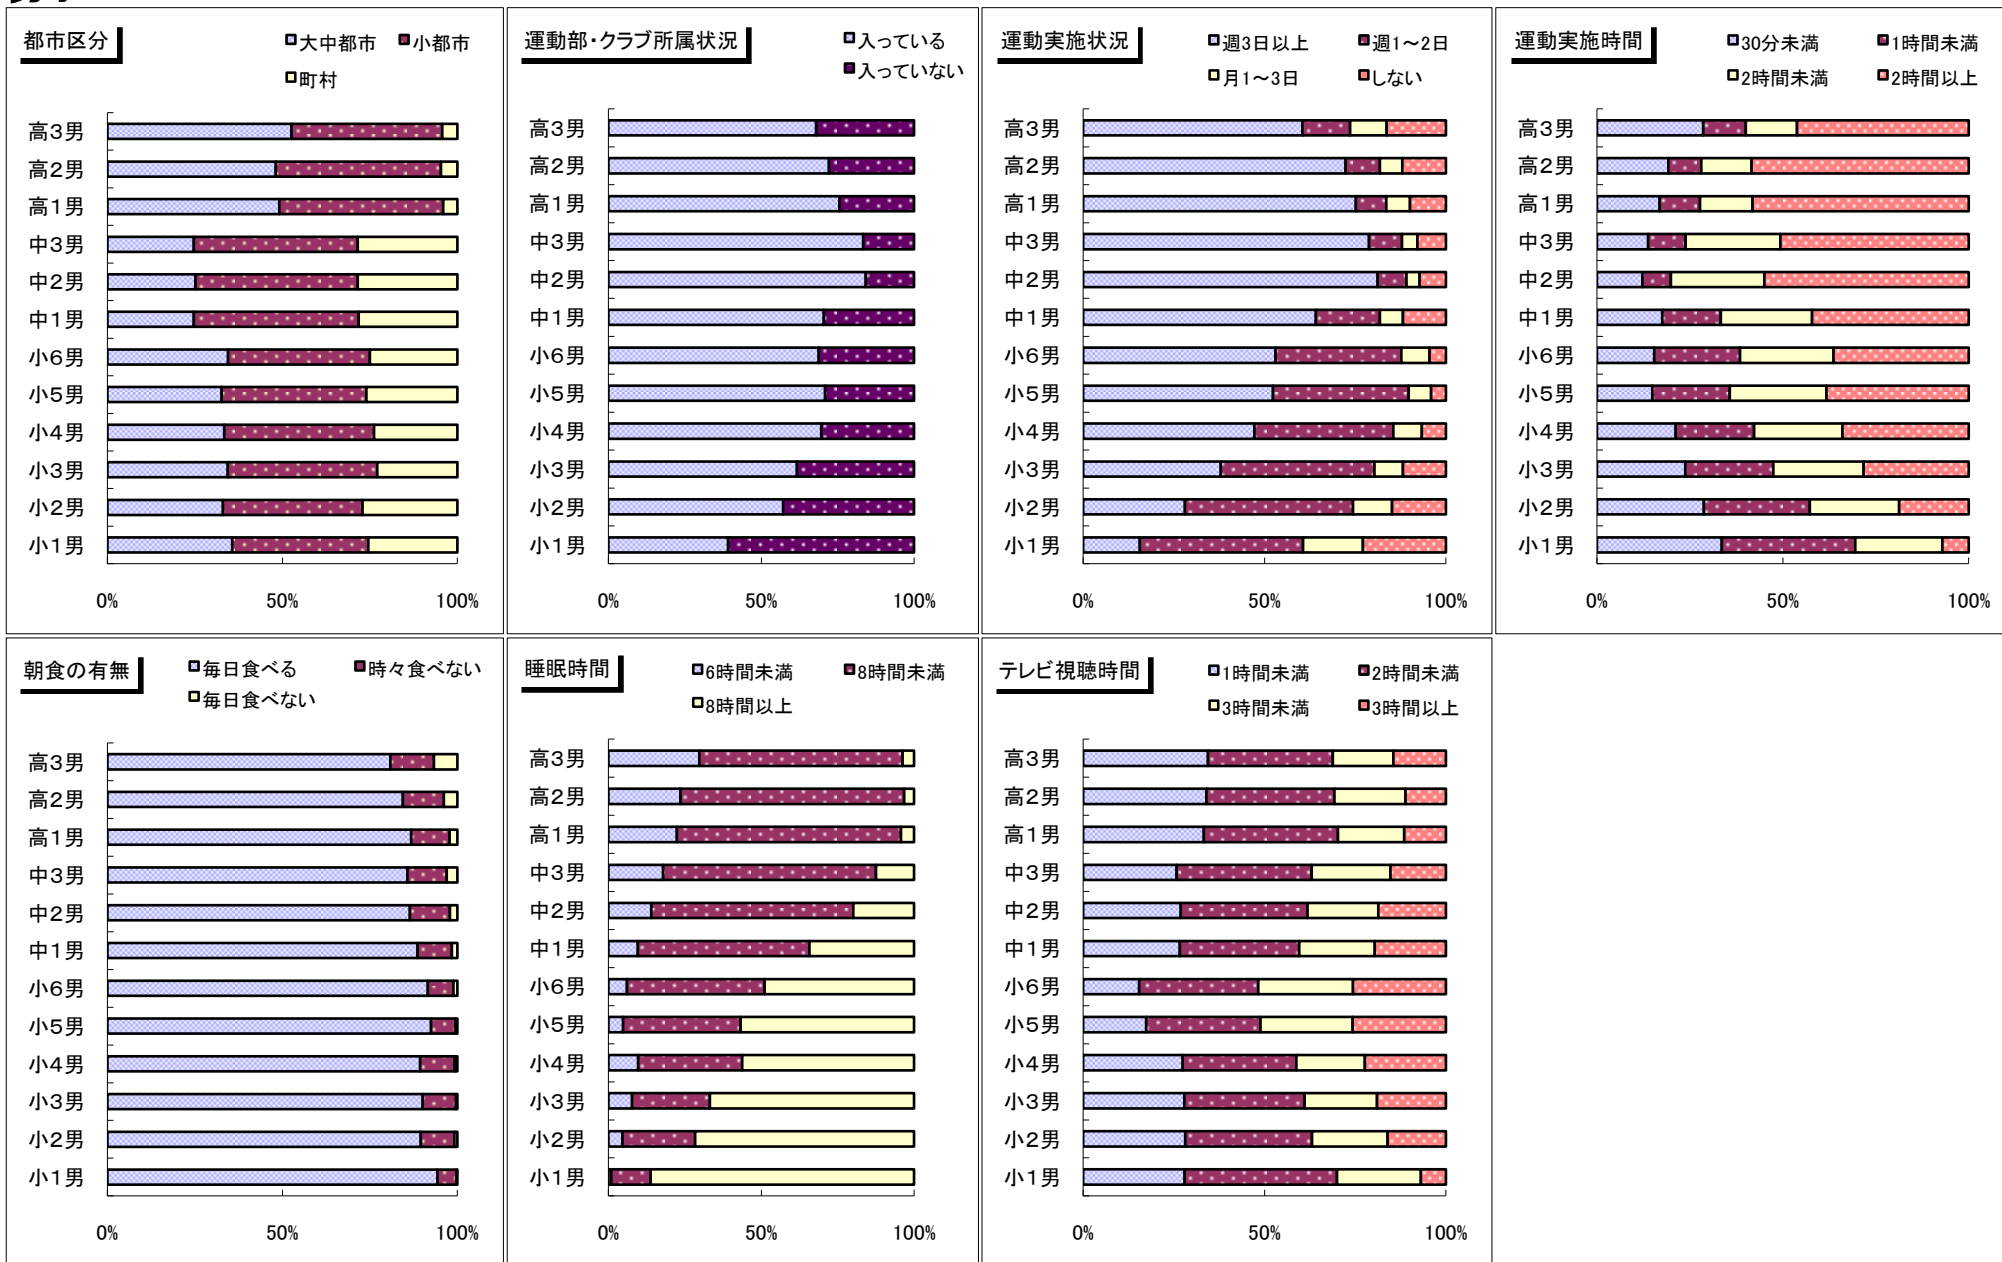 都市区分
大中都市 小都市
町村
高3男
高2男
高1男
中3男
中2男
中1男
小6男
小5男
小4男
小3男
小2男
小1男
0% 50% 100%
運動部・クラブ所属状況
入っている
入っていない
高3男
高2男
高1男
中3男
中2男
中1男
小6男
小5男
小4男
小3男
小2男
小1男
0% 50% 100%
運動実施状況
週3日以上 週1～2日
月1～3日 しない
高3男
高2男
高1男
中3男
中2男
中1男
小6男
小5男
小4男
小3男
小2男
小1男
0% 50% 100%
運動実施時間
30分未満 1時間未満
2時間未満 2時間以上
高3男
高2男
高1男
中3男
中2男
中1男
小6男
小5男
小4男
小3男
小2男
小1男
0% 50% 100%
朝食の有無
毎日食べる 時々食べない
毎日食べない
高3男
高2男
高1男
中3男
中2男
中1男
小6男
小5男
小4男
小3男
小2男
小1男
0% 50% 100%
睡眠時間
6時間未満 8時間未満
8時間以上
高3男
高2男
高1男
中3男
中2男
中1男
小6男
小5男
小4男
小3男
小2男
小1男
0% 50% 100%
テレビ視聴時間
1時間未満 2時間未満
3時間未満 3時間以上
高3男
高2男
高1男
中3男
中2男
中1男
小6男
小5男
小4男
小3男
小2男
小1男
0% 50% 100%